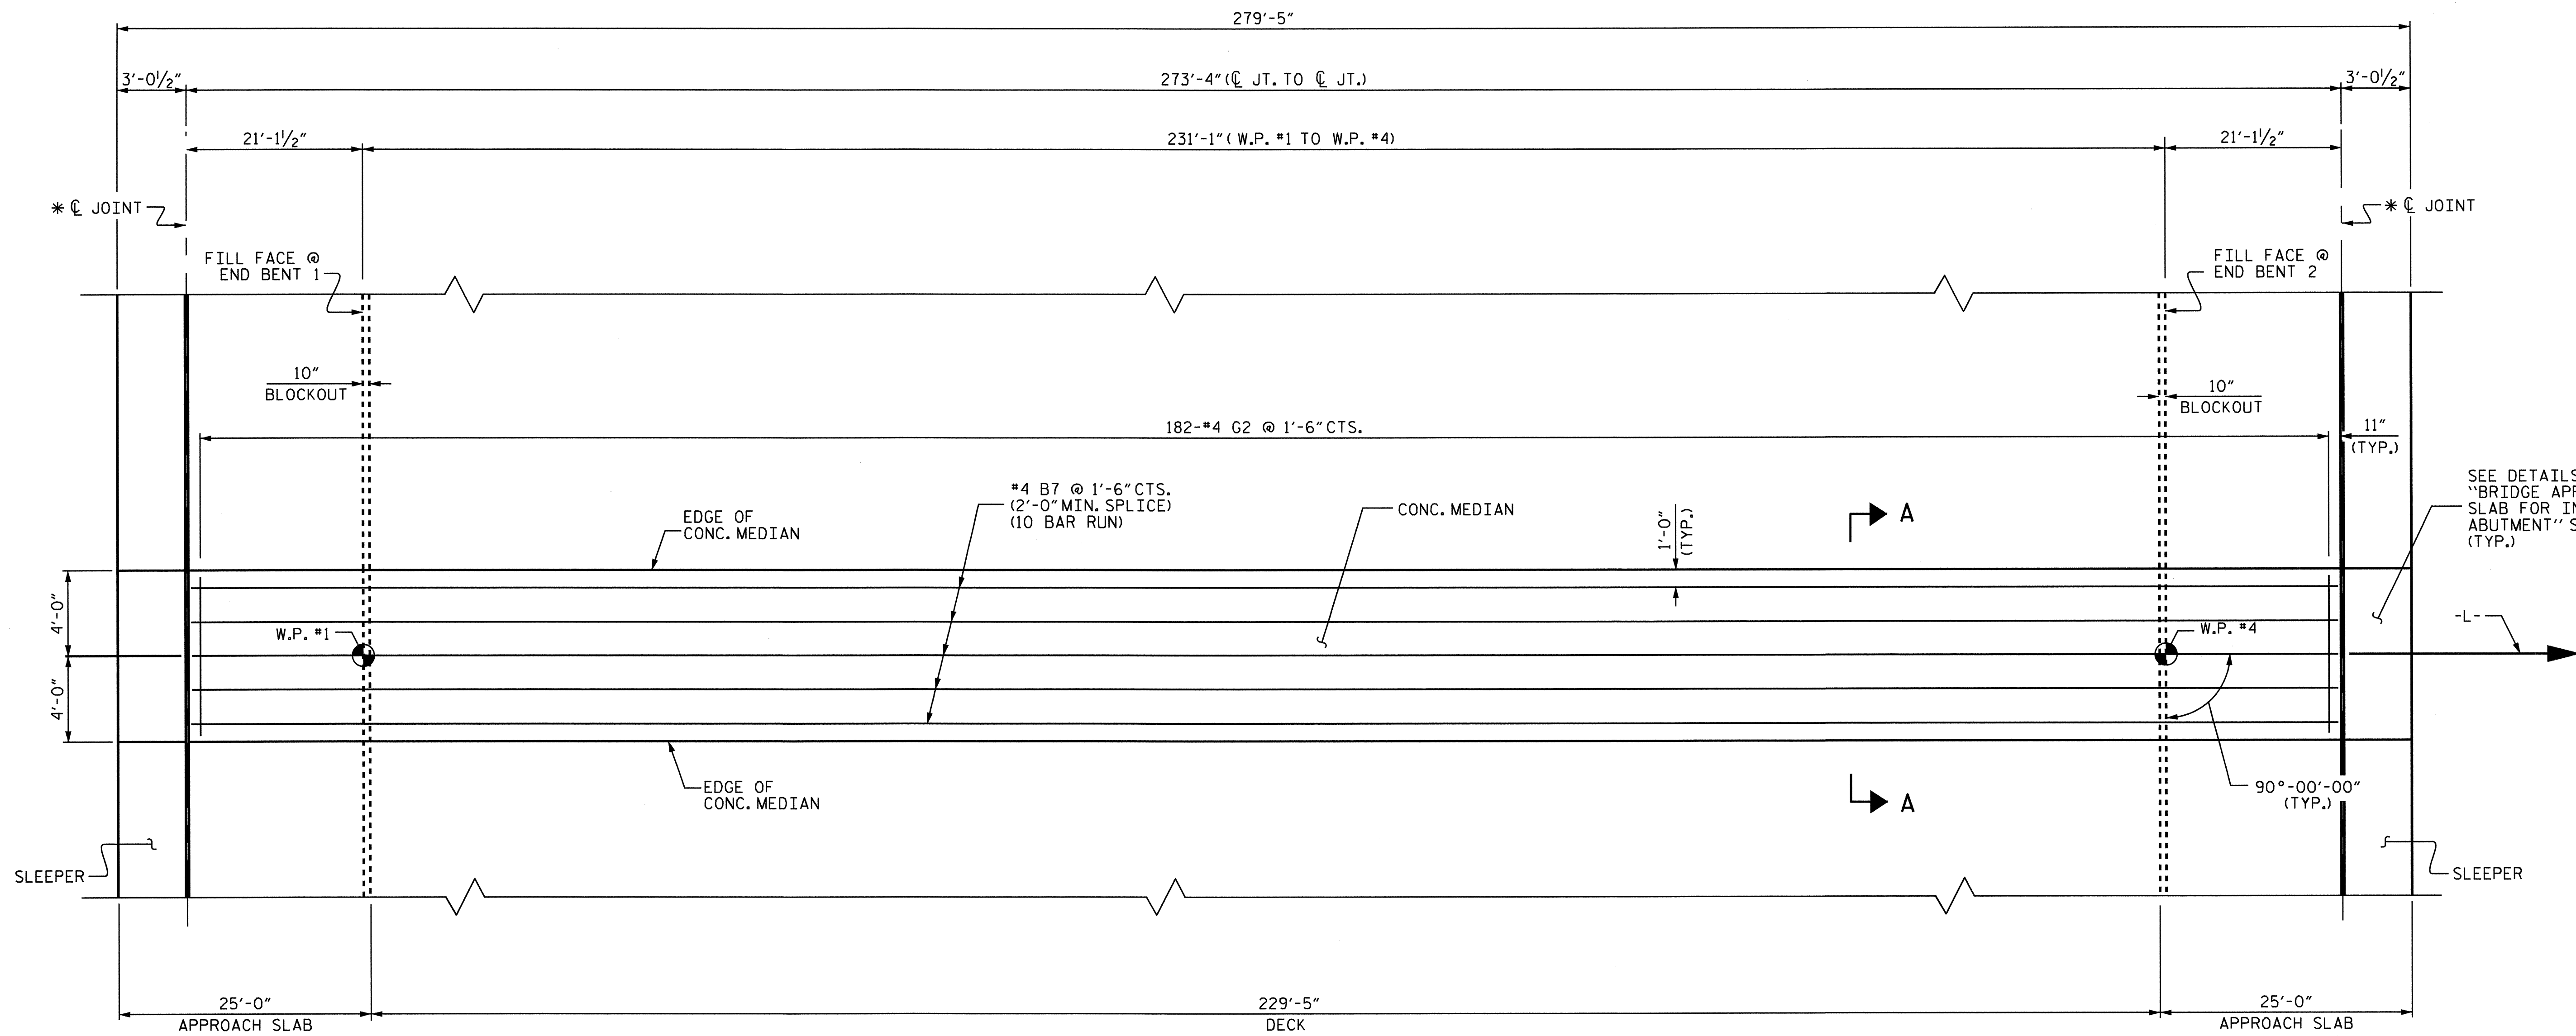 279'-5"
3'-0½"
273'-4" (℄ JT. TO ℄ JT.)
3'-0½"
21'-1½"
231'-1" ( W.P. #1 TO W.P. #4)
21'-1½"
* ℄ JOINT
* ℄ JOINT
FILL FACE @
END BENT 1
FILL FACE @
END BENT 2
10"
BLOCKOUT
10"
BLOCKOUT
182-#4 G2 @ 1'-6" CTS.
11"
(TYP.)
#4 B7 @ 1'-6" CTS.
(2'-0" MIN. SPLICE)
(10 BAR RUN)
EDGE OF
CONC. MEDIAN
CONC. MEDIAN
1'-0"
(TYP.)
A
SEE DETAILS
"BRIDGE APP
SLAB FOR IN
ABUTMENT" S
(TYP.)
4'-0"
4'-0"
W.P. #1
W.P. #4
-L-
EDGE OF
CONC. MEDIAN
A
90°-00'-00"
(TYP.)
SLEEPER
SLEEPER
25'-0"
APPROACH SLAB
229'-5"
DECK
25'-0"
APPROACH SLAB